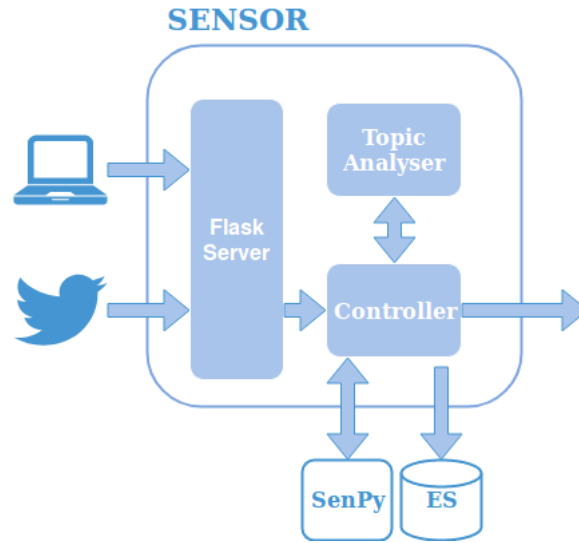 SENSOR
Topic
Analyser
Flask
Server
Controller
SenPy
ES